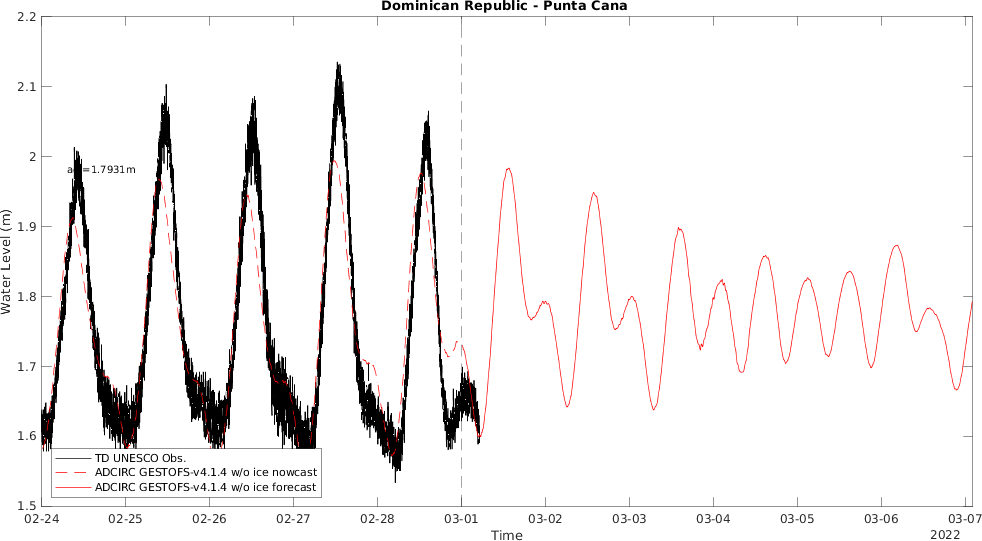 Dominican Republic - Punta Cana
2.2
2.1
2
1.9
1.8
1.7
1.6
1.5
Water Level (m)
=1.7931m
TD UNESCO Obs.
ADCIRC GESTOFS-v4.1.4 w/o ice nowcast
ADCIRC GESTOFS-v4.1.4 w/o ice forecast
02-24 02-25 02-26 02-27 02-28 03-01 03-02 03-03 03-04 03-05 03-06 03-07
Time
2022